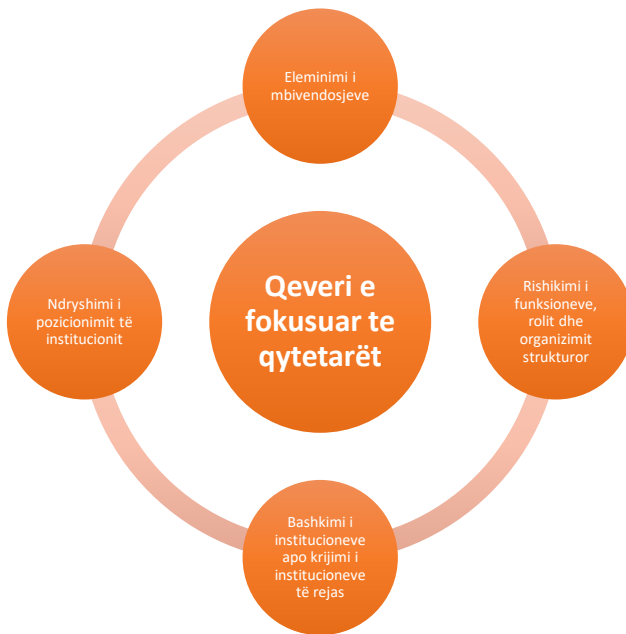 Eleminimi i
mbivendosjeve
Qeveri e
fokusuar te
qytetarët
Ndryshimi i
pozicionimit të
institucionit
Rishikimi i
funksioneve,
rolit dhe
organizimit
strukturor
Bashkimi i
institucioneve
apo krijimi i
institucioneve
të rejas